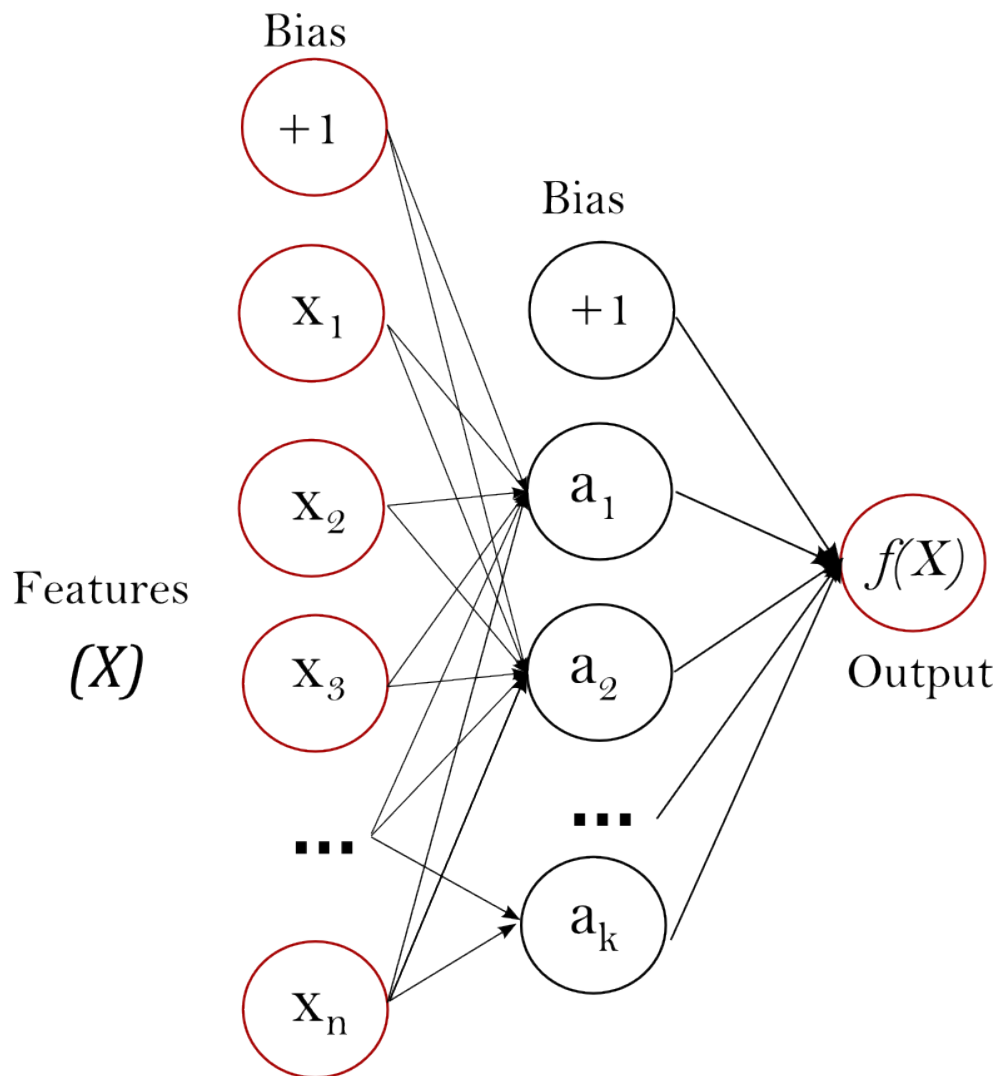 Bias
+1
x₁
x₂
x₃
...
xₙ
Features
(X)
Bias
+1
a₁
a₂
...
aₖ
f(X)
Output